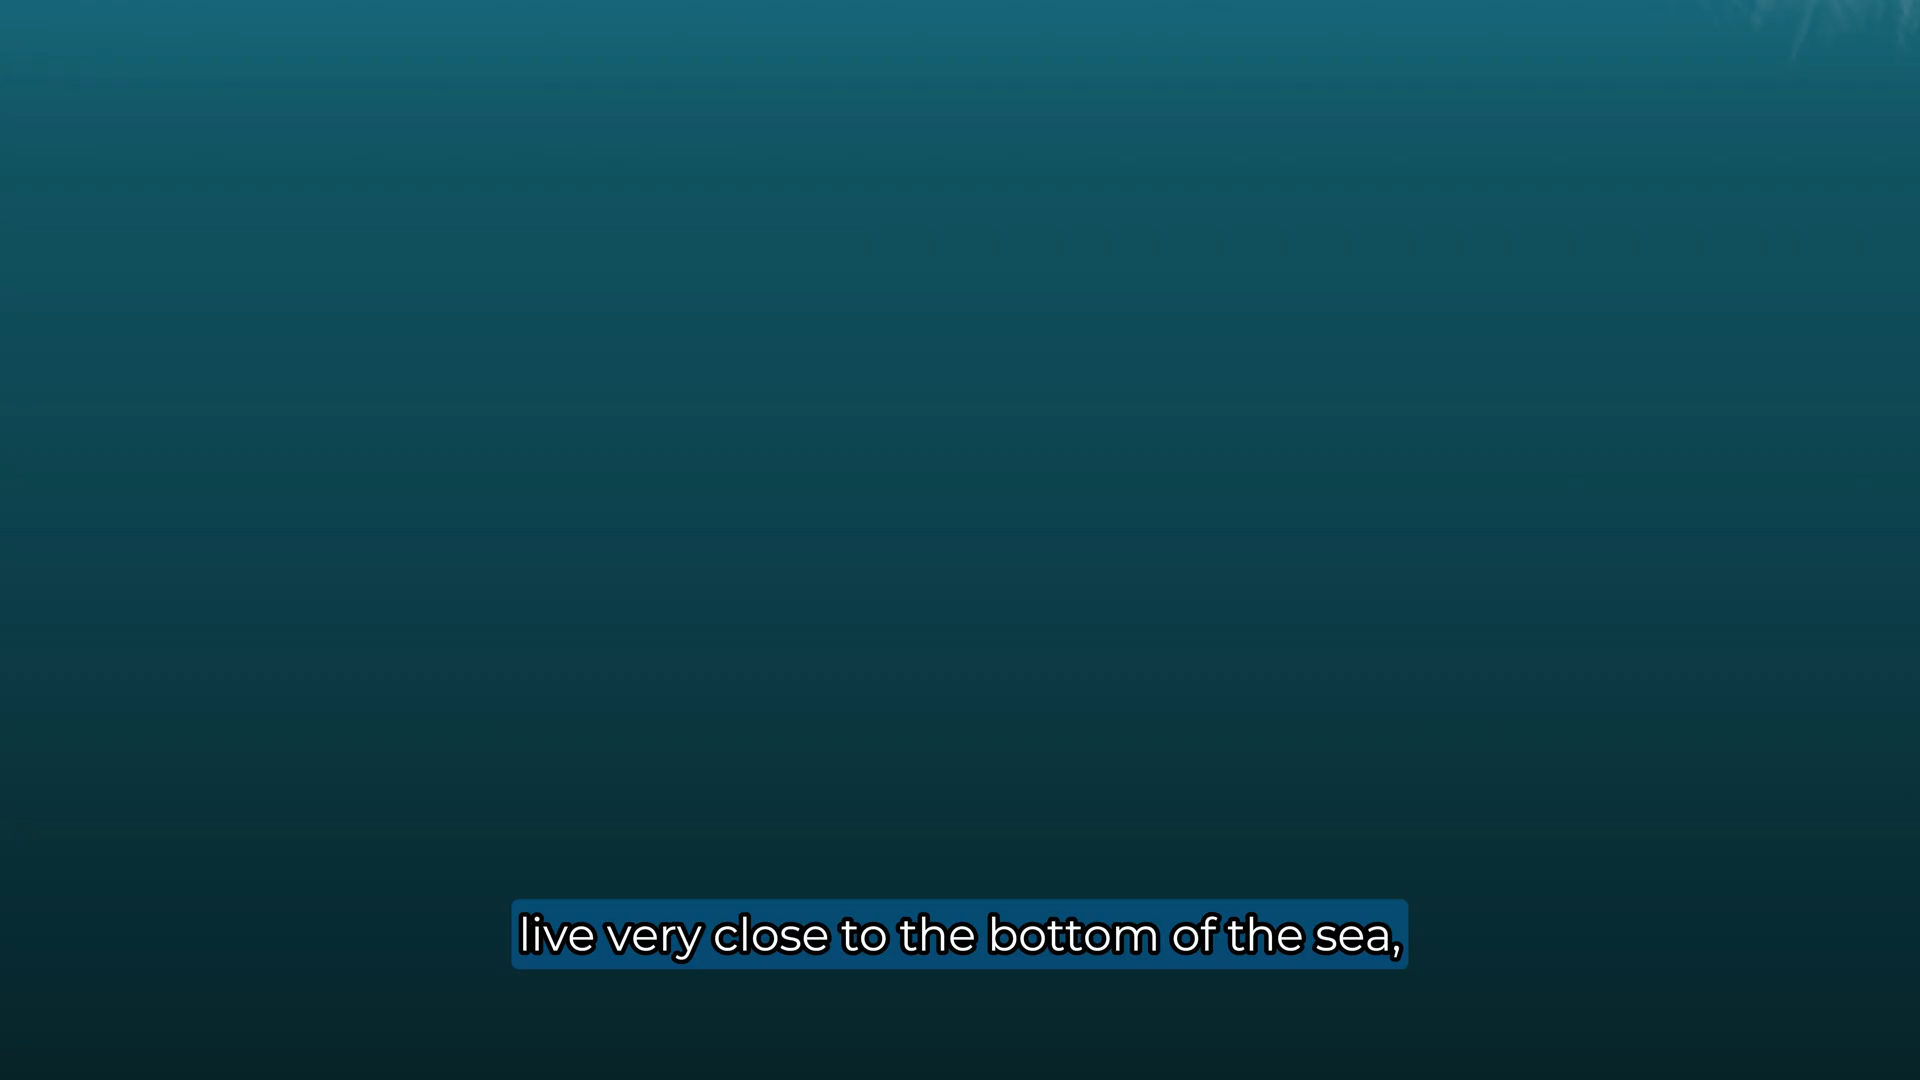 live very close to the bottom of the sea,